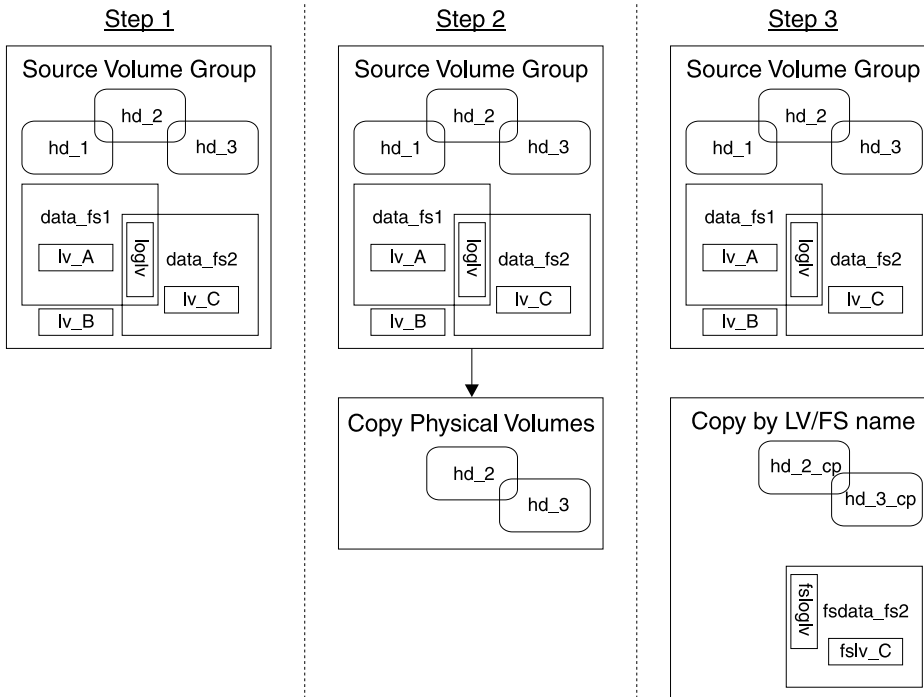 Step 1
Source Volume Group
hd_2
hd_1
hd_3
data_fs1
loglv
lv_A
data_fs2
lv_C
lv_B
Step 2
Source Volume Group
hd_2
hd_1
hd_3
data_fs1
loglv
lv_A
data_fs2
lv_C
lv_B
Copy Physical Volumes
hd_2
hd_3
Step 3
Source Volume Group
hd_2
hd_1
hd_3
data_fs1
loglv
lv_A
data_fs2
lv_C
lv_B
Copy by LV/FS name
hd_2_cp
hd_3_cp
fsloglv
fsdata_fs2
fslv_C